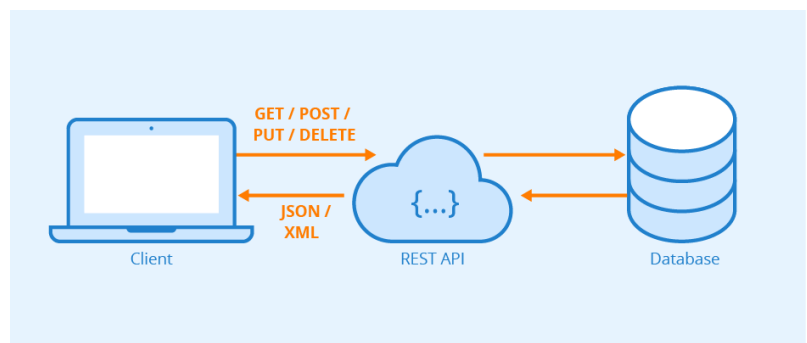 GET / POST /
PUT / DELETE
{...}
JSON /
XML
Client
REST API
Database